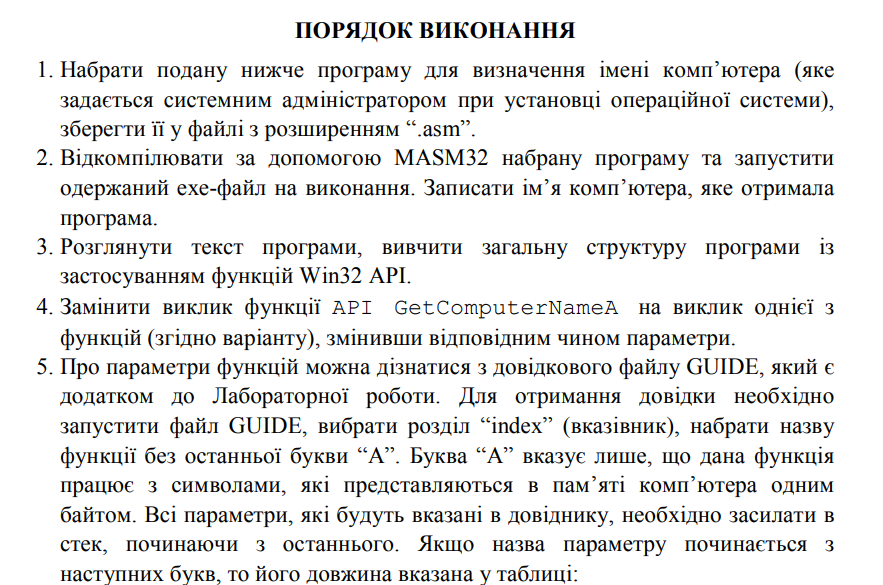 ПОРЯДОК ВИКОНАННЯ
1. Набрати подану нижче програму для визначення імені комп’ютера (яке
задається системним адміністратором при установці операційної системи),
зберегти її у файлі з розширенням “.asm”.
2. Відкомпілювати за допомогою MASM32 набрану програму та запустити
одержаний exe-файл на виконання. Записати ім’я комп’ютера, яке отримала
програма.
3. Розглянути текст програми, вивчити загальну структуру програми із
застосуванням функцій Win32 API.
4. Замінити виклик функції API GetComputerNameA на виклик однієї з
функцій (згідно варіанту), змінивши відповідним чином параметри.
5. Про параметри функцій можна дізнатися з довідкового файлу GUIDE, який є
додатком до Лабораторної роботи. Для отримання довідки необхідно
запустити файл GUIDE, вибрати розділ “index” (вказівник), набрати назву
функції без останньої букви “A”. Буква “A” вказує лише, що дана функція
працює з символами, які представляються в пам’яті комп’ютера одним
байтом. Всі параметри, які будуть вказані в довіднику, необхідно засилати в
стек, починаючи з останнього. Якщо назва параметру починається з
наступних букв, то його довжина вказана у таблиці: